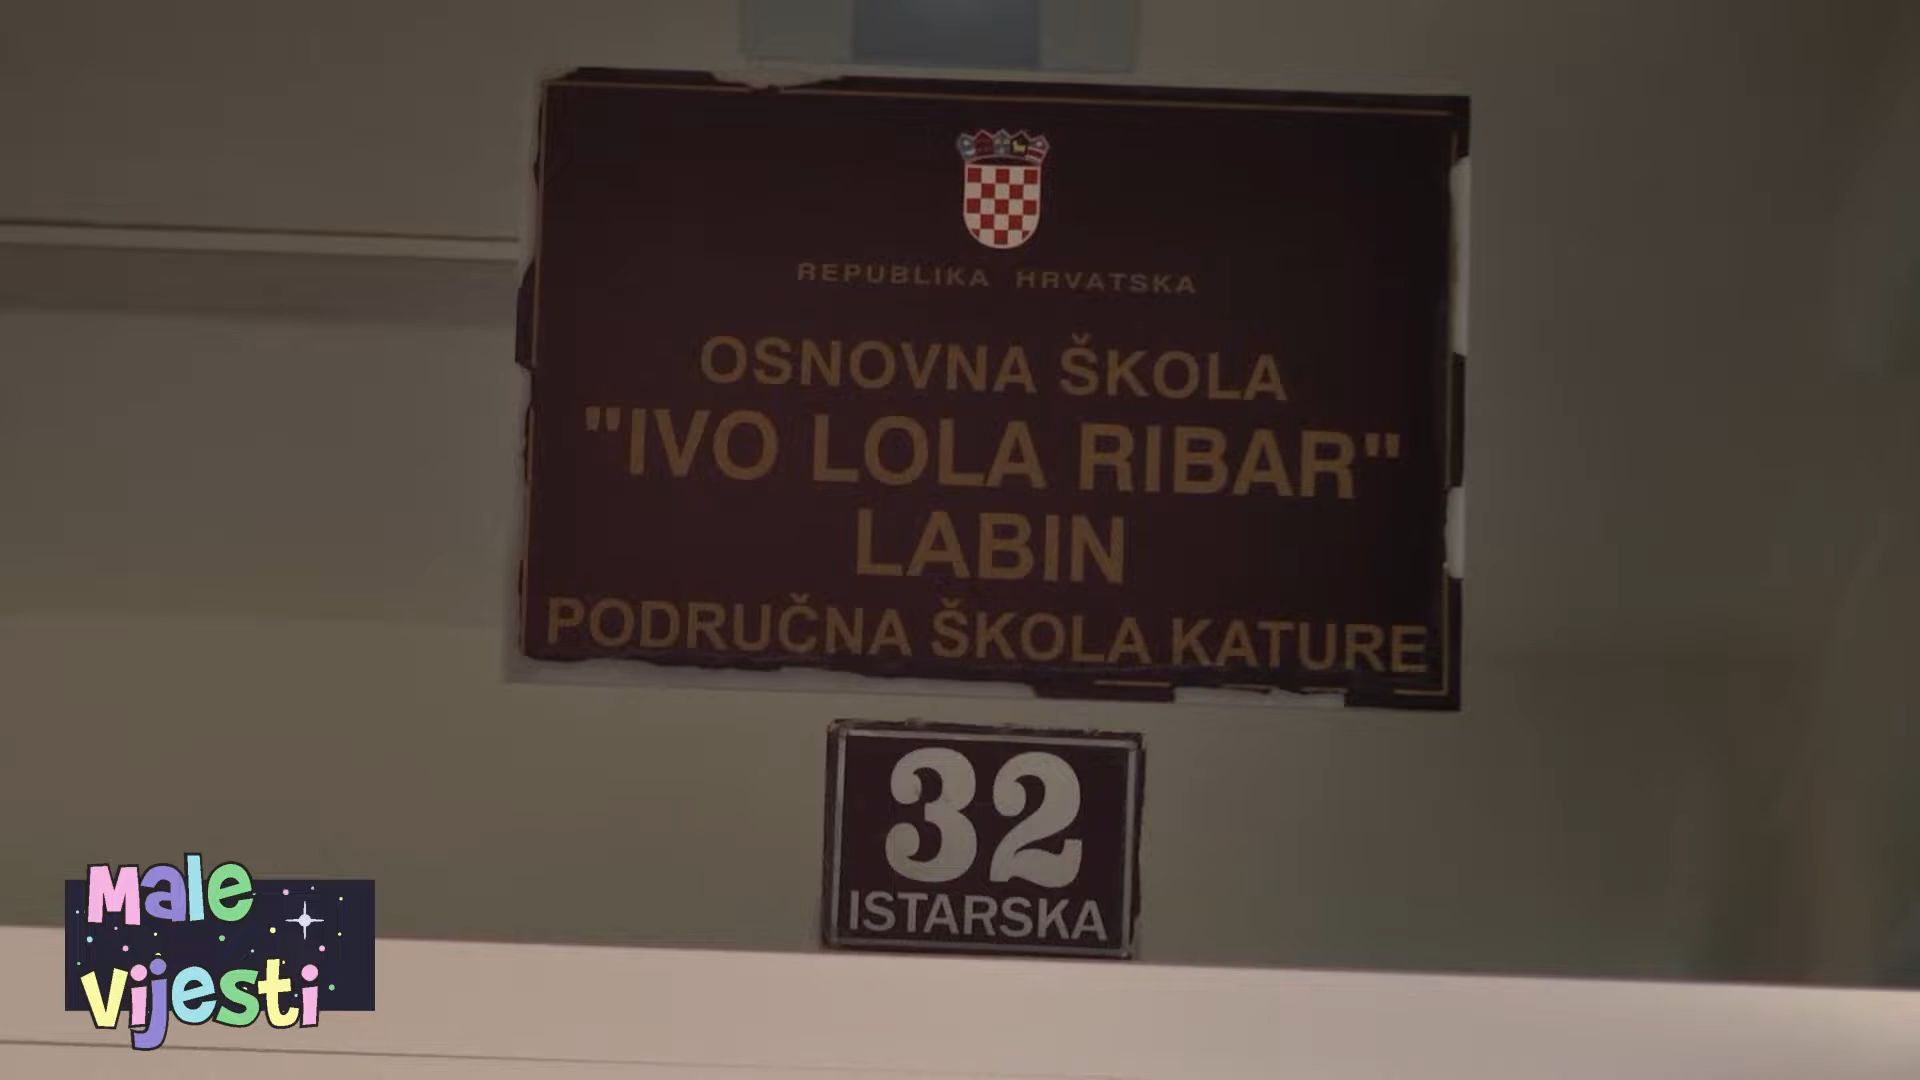 REPUBLIKA HRVATSKA
OSNOVNA ŠKOLA
"IVO LOLA RIBAR"
LABIN
PODRUČNA ŠKOLA KATURE
32
ISTARSKA
Male
vijesti